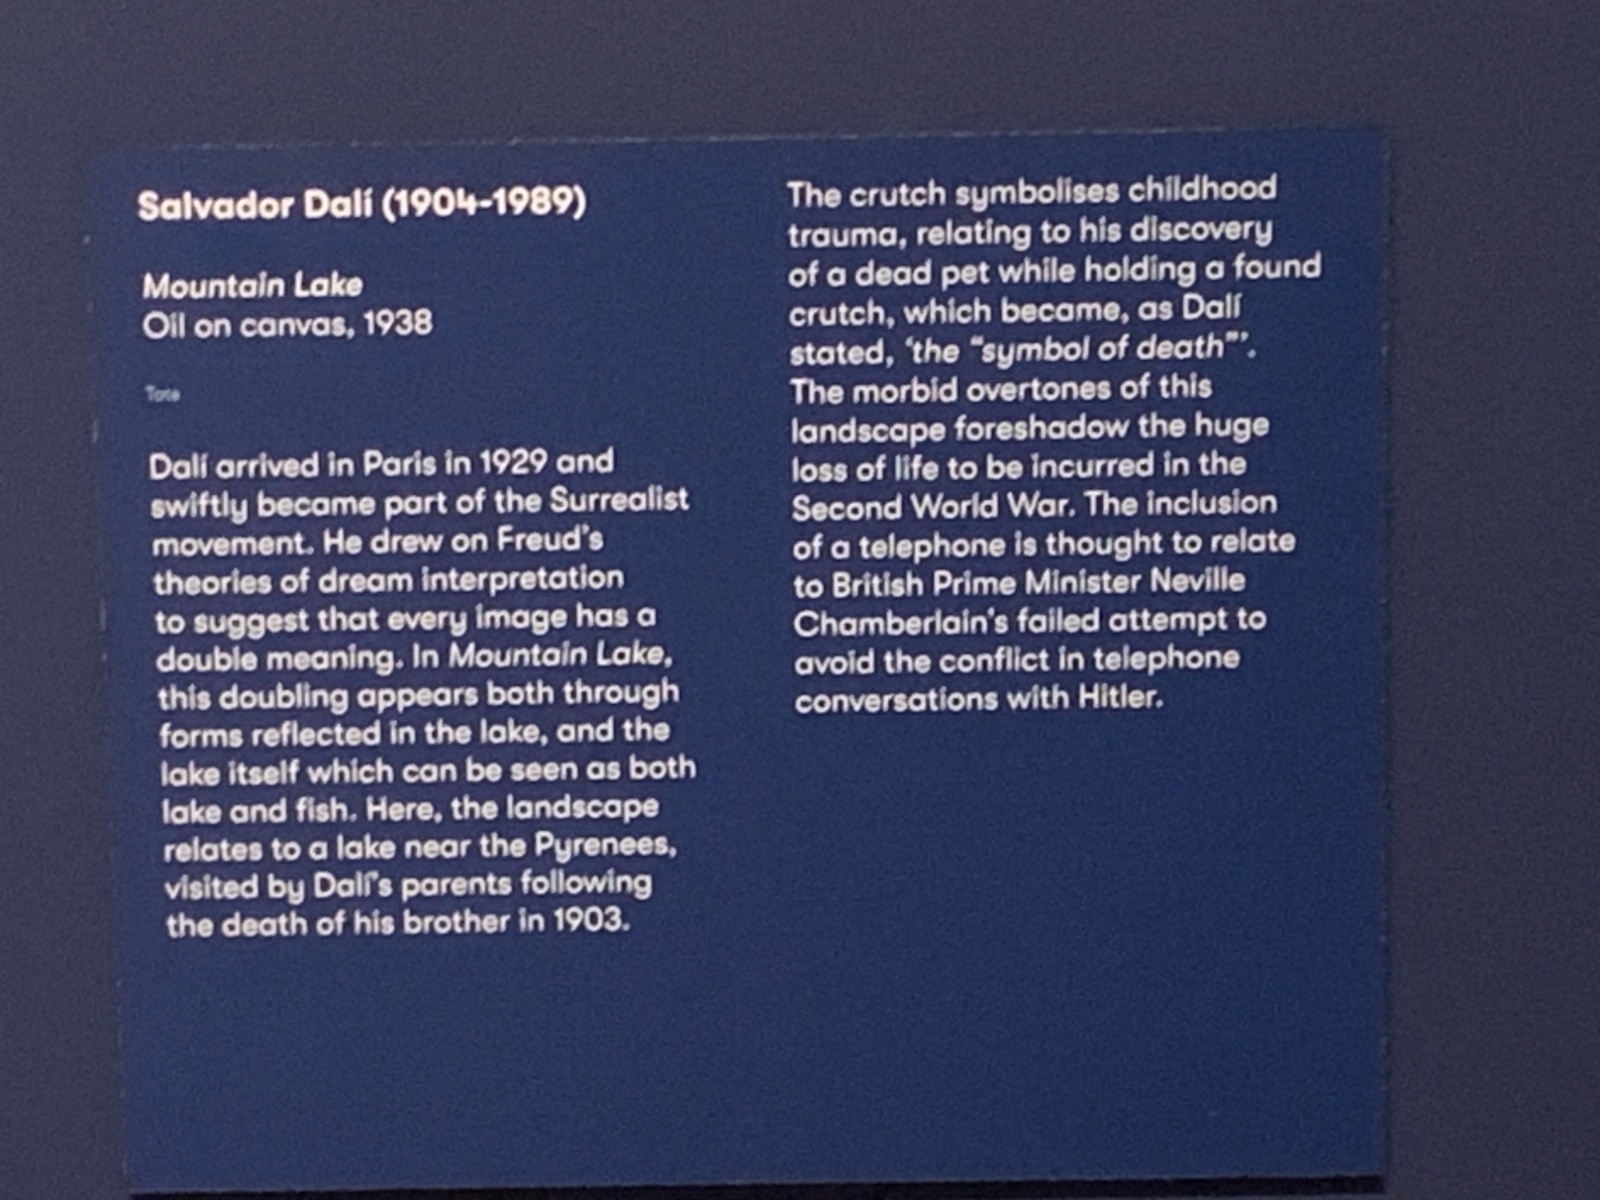 Salvador Dalí (1904-1989)
Mountain Lake
Oil on canvas, 1938
Tate
Dalí arrived in Paris in 1929 and
swiftly became part of the Surrealist
movement. He drew on Freud's
theories of dream interpretation
to suggest that every image has a
double meaning. In Mountain Lake,
this doubling appears both through
forms reflected in the lake, and the
lake itself which can be seen as both
lake and fish. Here, the landscape
relates to a lake near the Pyrenees,
visited by Dalí's parents following
the death of his brother in 1903.
The crutch symbolises childhood
trauma, relating to his discovery
of a dead pet while holding a found
crutch, which became, as Dalí
stated, ‘the “symbol of death”’.
The morbid overtones of this
landscape foreshadow the huge
loss of life to be incurred in the
Second World War. The inclusion
of a telephone is thought to relate
to British Prime Minister Neville
Chamberlain's failed attempt to
avoid the conflict in telephone
conversations with Hitler.